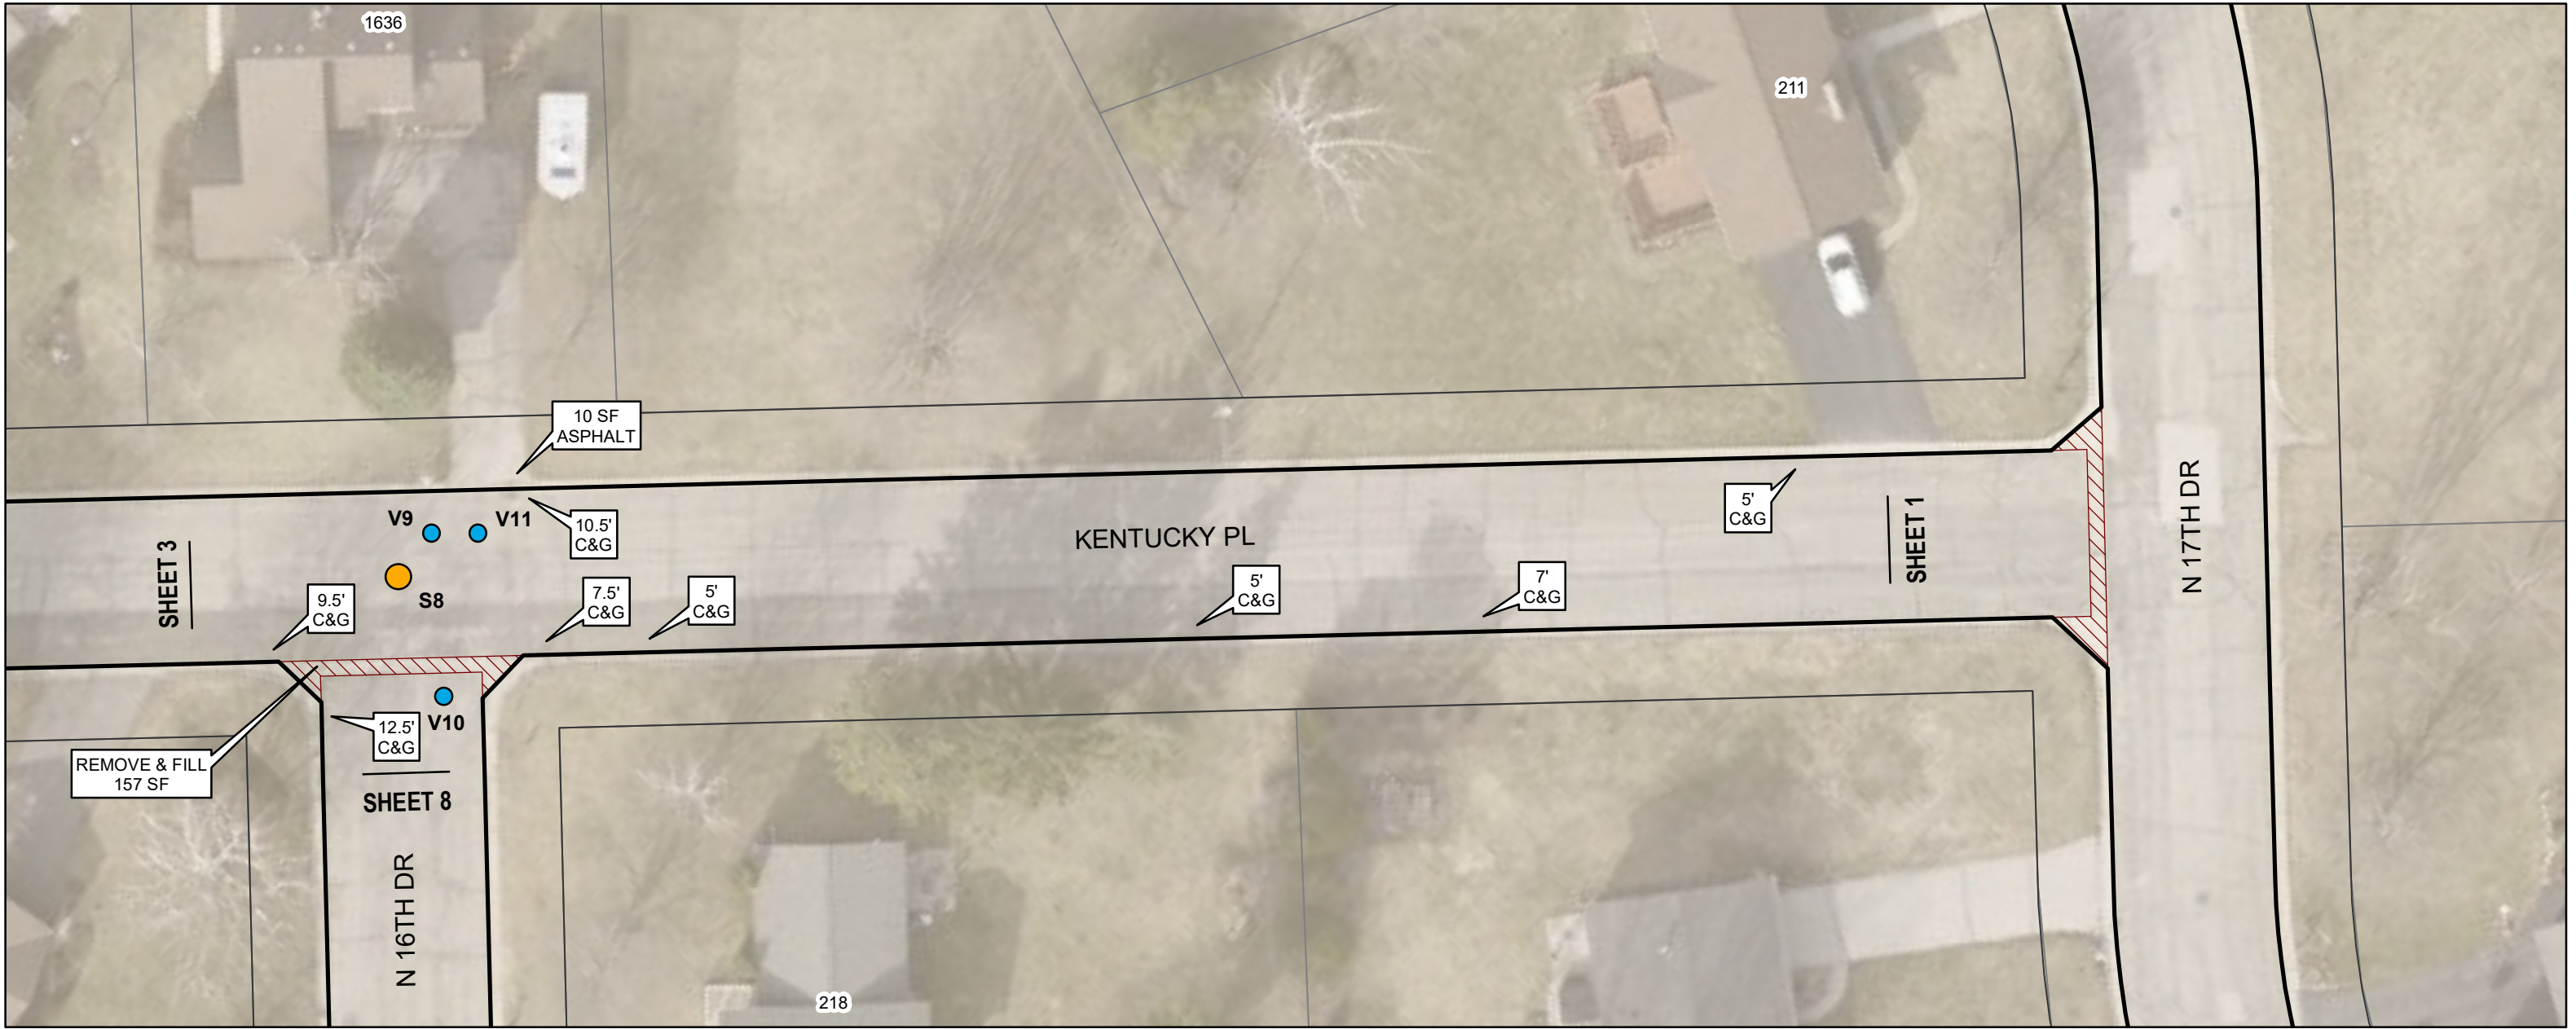 1636
211
10 SF
ASPHALT
V9
V11
10.5'
C&G
5'
C&G
KENTUCKY PL
SHEET 3
S8
SHEET 1
N 17TH DR
9.5'
C&G
7.5'
C&G
5'
C&G
5'
C&G
7'
C&G
V10
12.5'
C&G
REMOVE & FILL
157 SF
SHEET 8
N 16TH DR
218